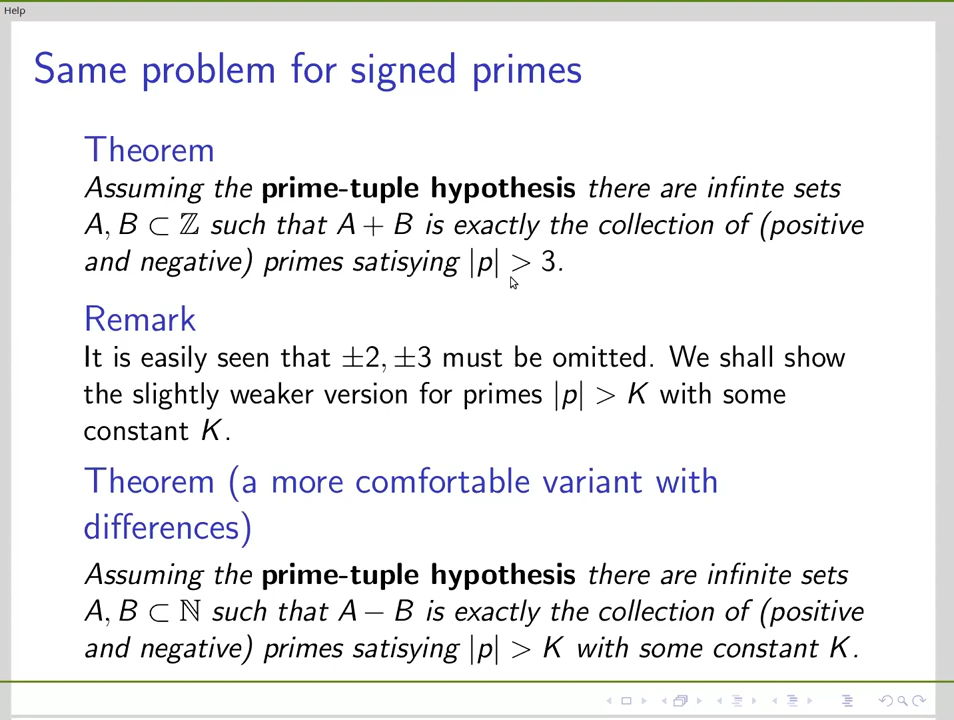 Help
Same problem for signed primes
Theorem
Assuming the prime-tuple hypothesis there are infinte sets
A, B ⊂ ℤ such that A + B is exactly the collection of (positive
and negative) primes satisying |p| > 3.
Remark
It is easily seen that ±2, ±3 must be omitted. We shall show
the slightly weaker version for primes |p| > K with some
constant K.
Theorem (a more comfortable variant with
differences)
Assuming the prime-tuple hypothesis there are infinite sets
A, B ⊂ ℕ such that A − B is exactly the collection of (positive
and negative) primes satisying |p| > K with some constant K.